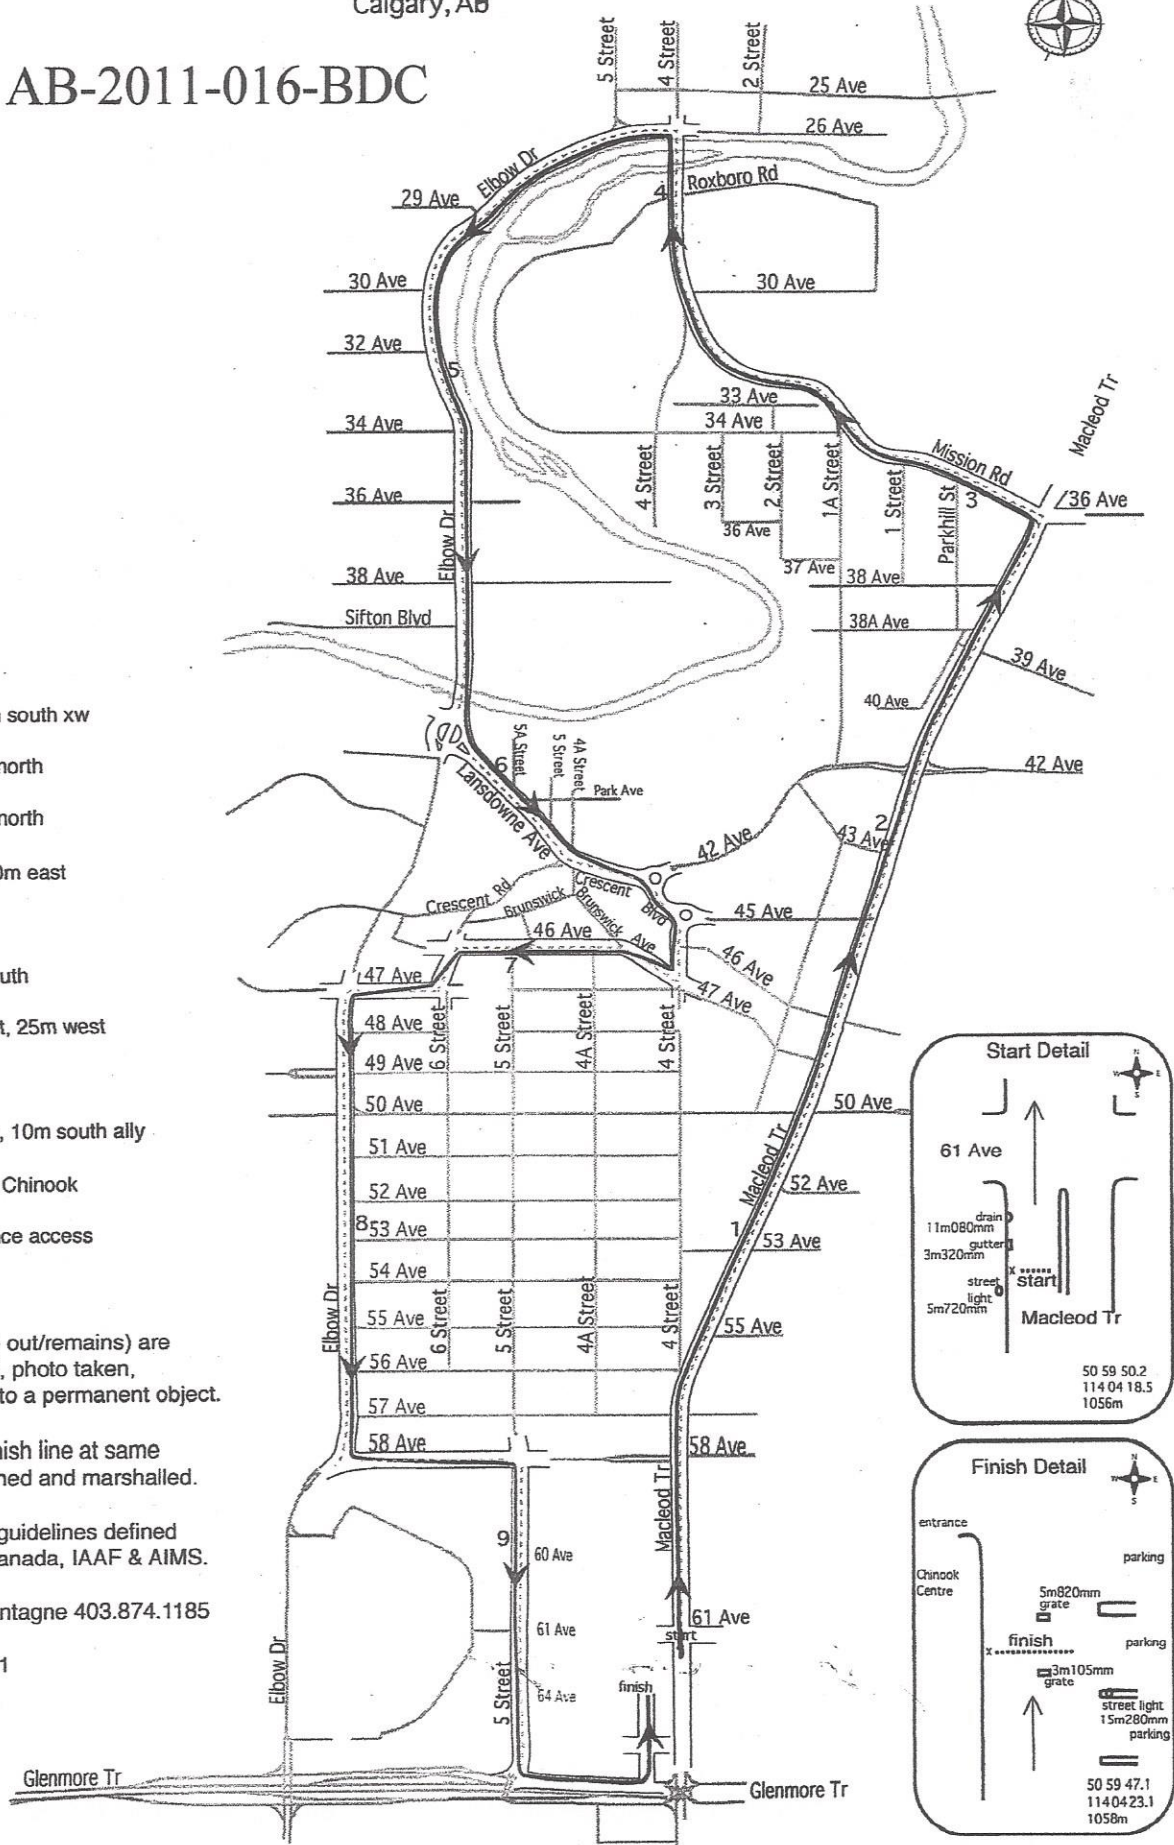 Calgary, AB
AB-2011-016-BDC
5 Street
4 Street
2 Street
25 Ave
26 Ave
Elbow Dr
29 Ave
4
Roxboro Rd
30 Ave
30 Ave
32 Ave
5
33 Ave
34 Ave
34 Ave
Macleod Tr
Mission Rd
36 Ave
4 Street
3 Street
2 Street
1A Street
1 Street
Parkhill St
3
36 Ave
36 Ave
Elbow Dr
37 Ave
38 Ave
38 Ave
Sifton Blvd
38A Ave
39 Ave
40 Ave
south xw
north
north
0m east
uth
t, 25m west
, 10m south ally
Chinook
ce access
out/remains) are
, photo taken,
to a permanent object.
nish line at same
ned and marshalled.
guidelines defined
anada, IAAF & AIMS.
ntagne 403.874.1185
1
6
5A Street
5 Street
4A Street
Park Ave
Lansdowne Ave
42 Ave
42 Ave
2
43 Ave
Crescent Rd
Crescent Blvd
Brunswick
Brunswick Ave
45 Ave
46 Ave
7
46 Ave
47 Ave
47 Ave
6 Street
5 Street
4A Street
4 Street
48 Ave
49 Ave
50 Ave
50 Ave
51 Ave
52 Ave
Macleod Tr
52 Ave
8
53 Ave
1
53 Ave
54 Ave
Elbow Dr
55 Ave
6 Street
5 Street
4A Street
4 Street
55 Ave
56 Ave
57 Ave
58 Ave
58 Ave
Macleod Tr
9
60 Ave
61 Ave
61 Ave
start
Elbow Dr
5 Street
64 Ave
finish
Glenmore Tr
Glenmore Tr
Start Detail
N
W E
S
61 Ave
drain
11m080mm
gutter
3m320mm
x
start
street
light
5m720mm
Macleod Tr
50 59 50.2
114 04 18.5
1056m
Finish Detail
N
W E
S
entrance
parking
Chinook
Centre
5m820mm
grate
finish
parking
x
3m105mm
grate
street light
15m280mm
parking
50 59 47.1
114 04 23.1
1058m